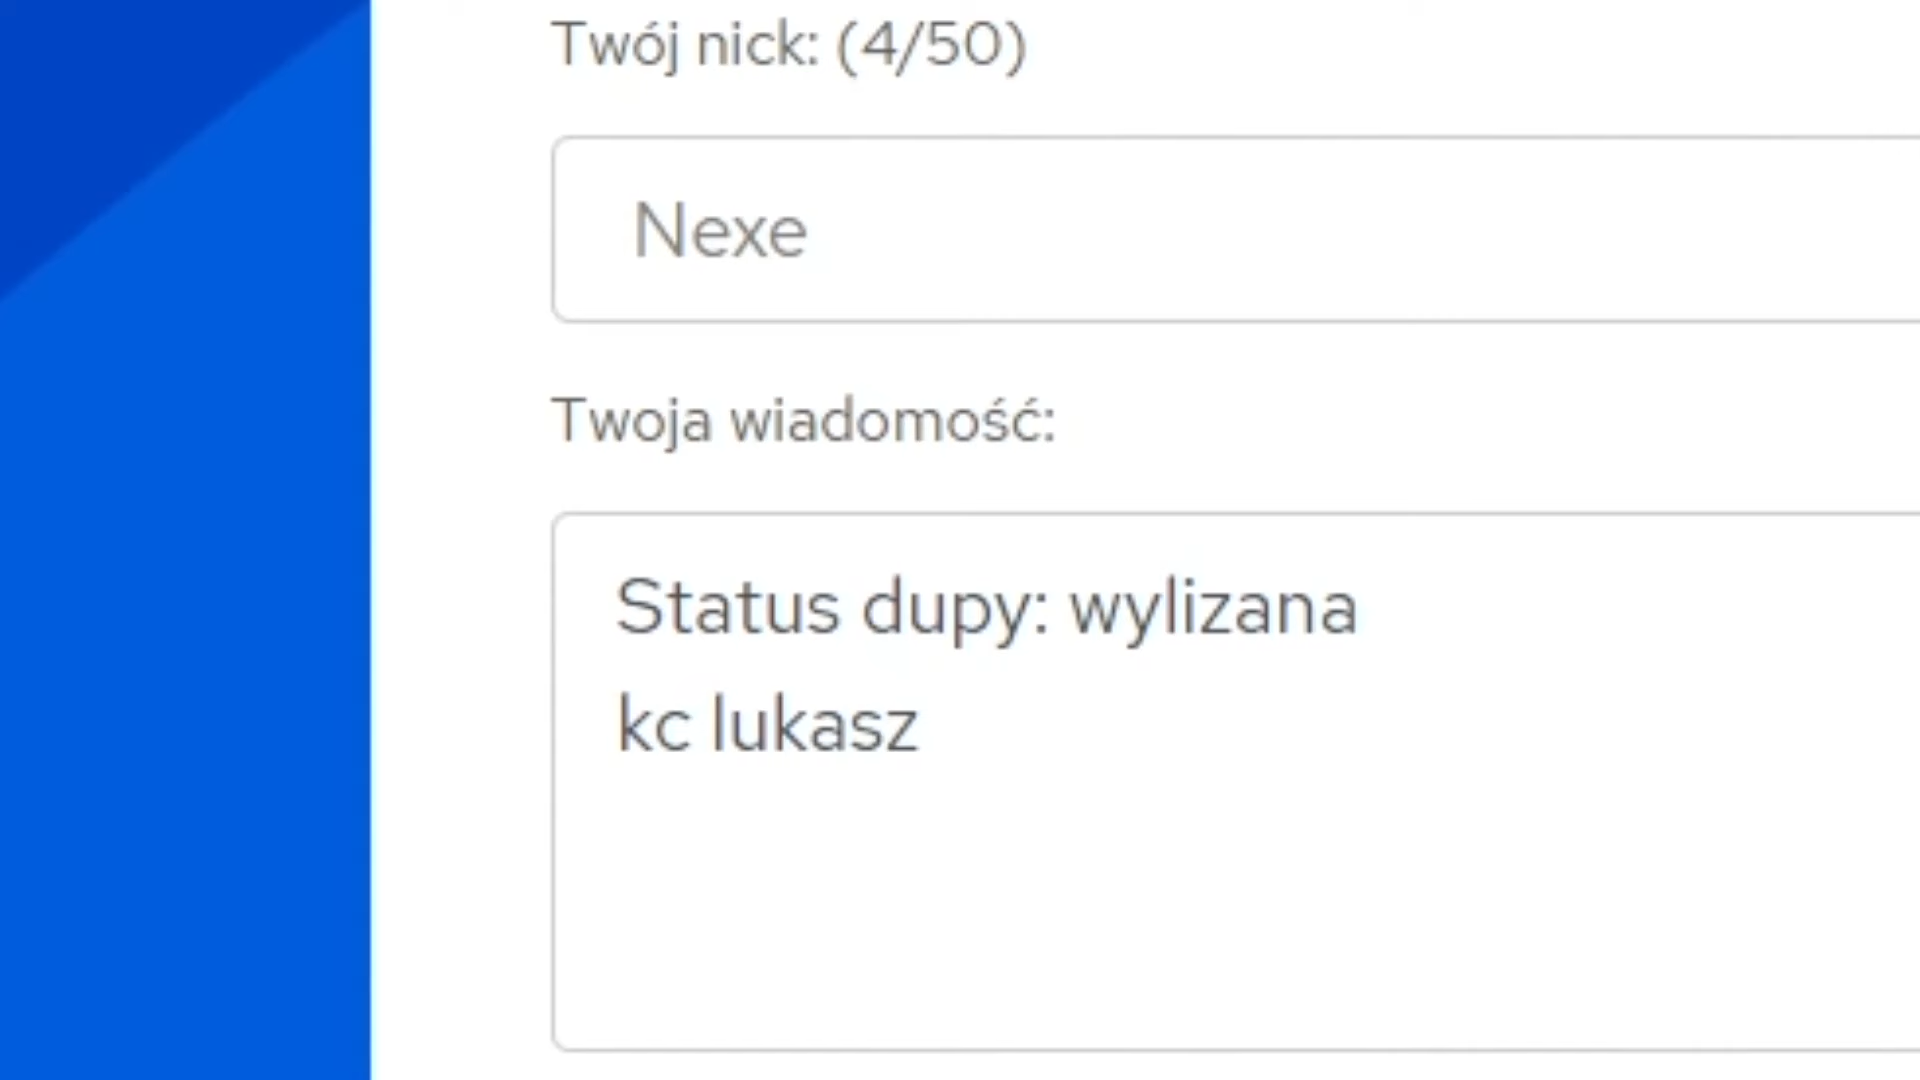 Twój nick: (4/50)
Nexe
Twoja wiadomość:
Status dupy: wylizana
kc lukasz